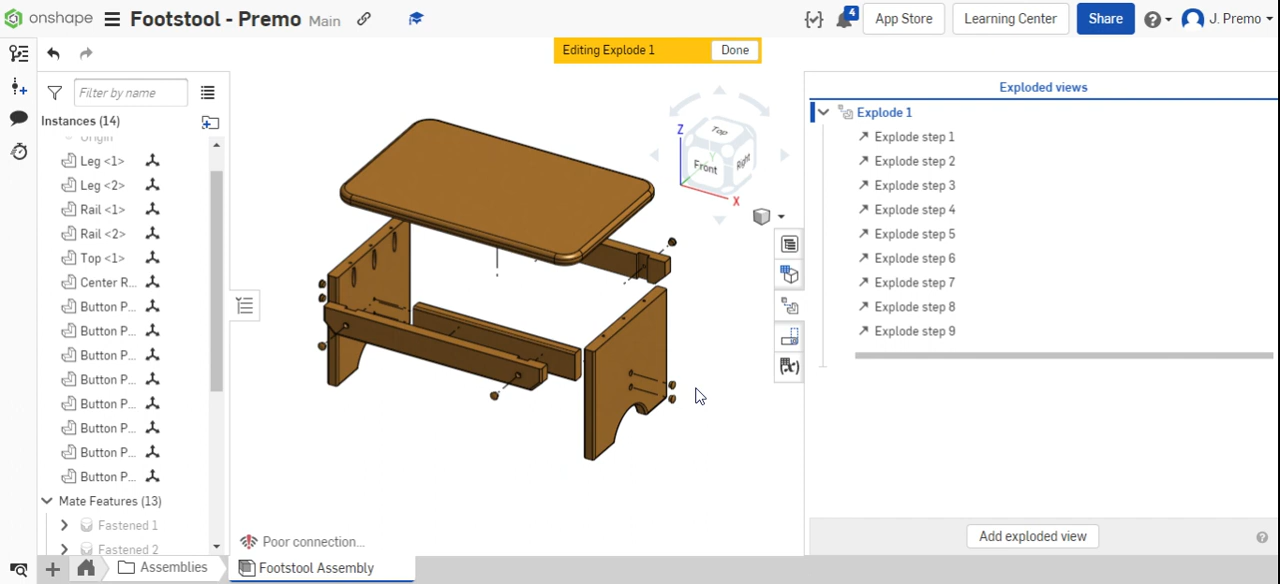 onshape
Footstool - Premo Main
4
App Store
Learning Center
Share
J. Premo
Editing Explode 1
Done
Filter by name
Instances (14)
Origin
Leg <1>
Leg <2>
Rail <1>
Rail <2>
Top <1>
Center R...
Button P...
Button P...
Button P...
Button P...
Button P...
Button P...
Button P...
Button P...
Mate Features (13)
Fastened 1
Fastened 2
Z
Top
Front
Right
Y
X
Poor connection...
Exploded views
Explode 1
Explode step 1
Explode step 2
Explode step 3
Explode step 4
Explode step 5
Explode step 6
Explode step 7
Explode step 8
Explode step 9
Add exploded view
Assemblies
Footstool Assembly